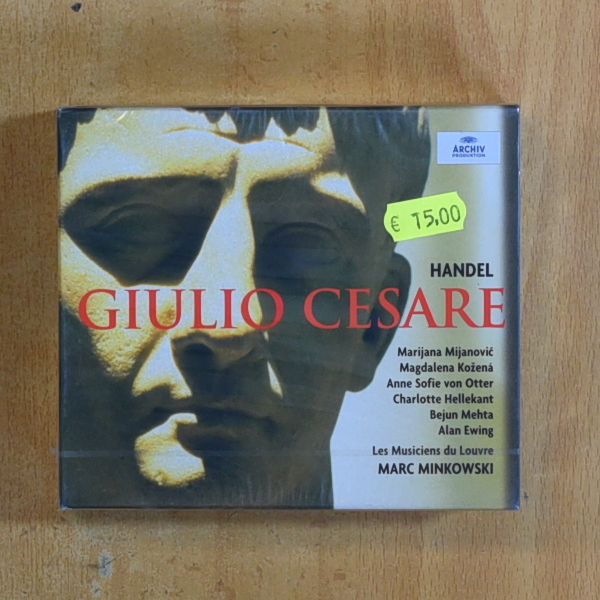 ARCHIV
PRODUKTION
€ 15,00
HANDEL
GIULIO CESARE
Marijana Mijanović
Magdalena Kožená
Anne Sofie von Otter
Charlotte Hellekant
Bejun Mehta
Alan Ewing
Les Musiciens du Louvre
MARC MINKOWSKI